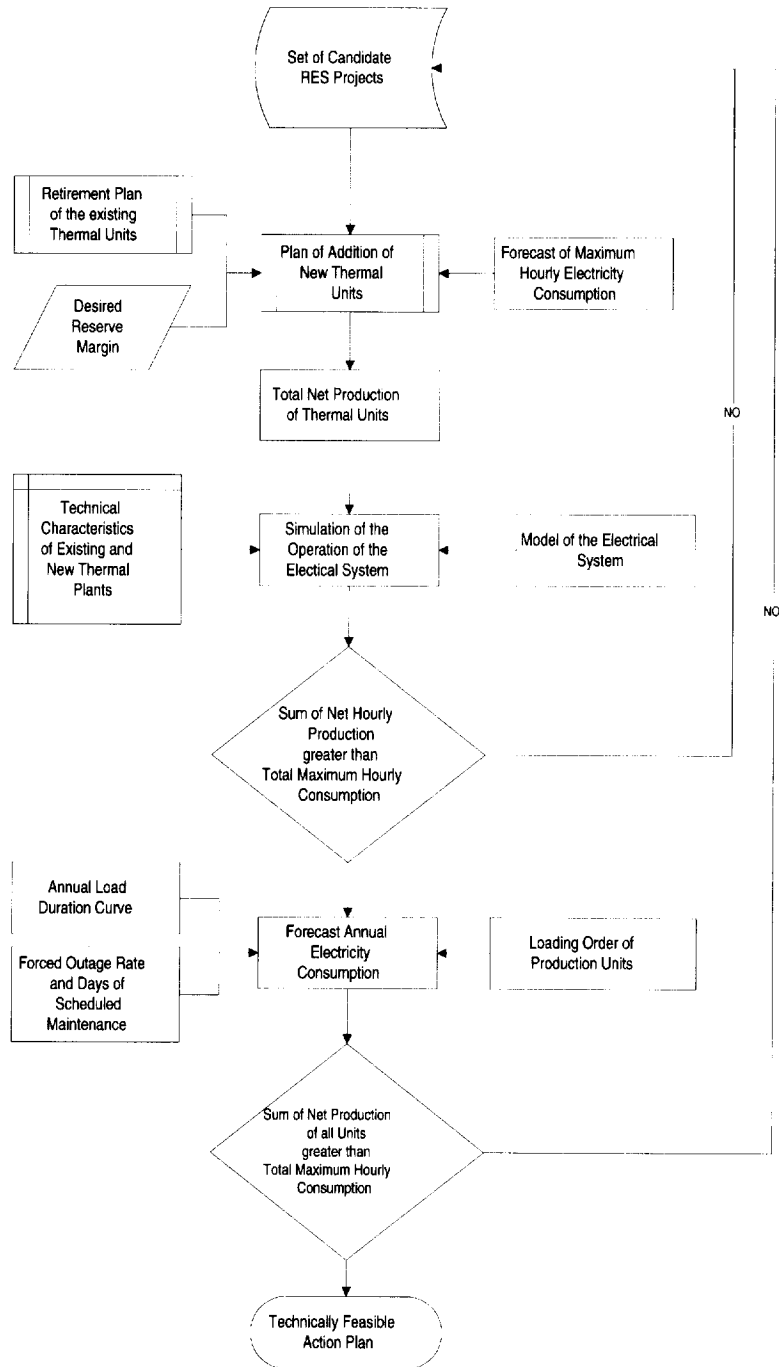 Set of Candidate
RES Projects
Retirement Plan
of the existing
Thermal Units
Plan of Addition of
New Thermal
Units
Forecast of Maximum
Hourly Electricity
Consumption
Desired
Reserve
Margin
Total Net Production
of Thermal Units
NO
Technical
Characteristics
of Existing and
New Thermal
Plants
Simulation of the
Operation of the
Electical System
Model of the Electrical
System
NO
Sum of Net Hourly
Production
greater than
Total Maximum Hourly
Consumption
Annual Load
Duration Curve
Forecast Annual
Electricity
Consumption
Loading Order of
Production Units
Forced Outage Rate
and Days of
Scheduled
Maintenance
Sum of Net Production
of all Units
greater than
Total Maximum Hourly
Consumption
Technically Feasible
Action Plan